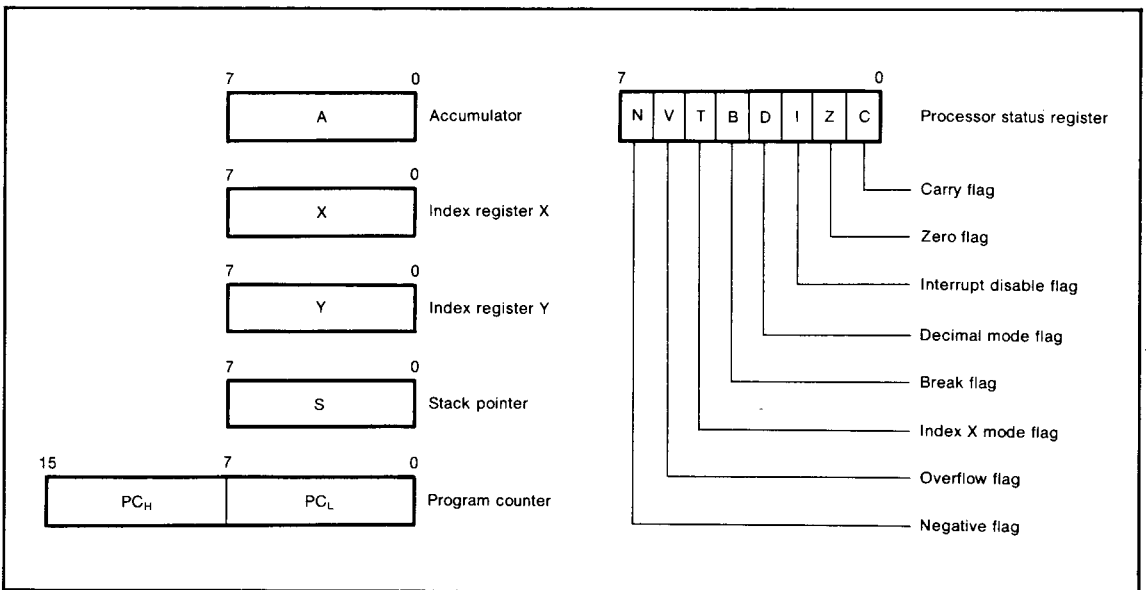 7 0
A Accumulator
7 0
X Index register X
7 0
Y Index register Y
7 0
S Stack pointer
15 7 0
PCH PCL Program counter
7 0
N V T B D I Z C Processor status register
Carry flag
Zero flag
Interrupt disable flag
Decimal mode flag
Break flag
Index X mode flag
Overflow flag
Negative flag